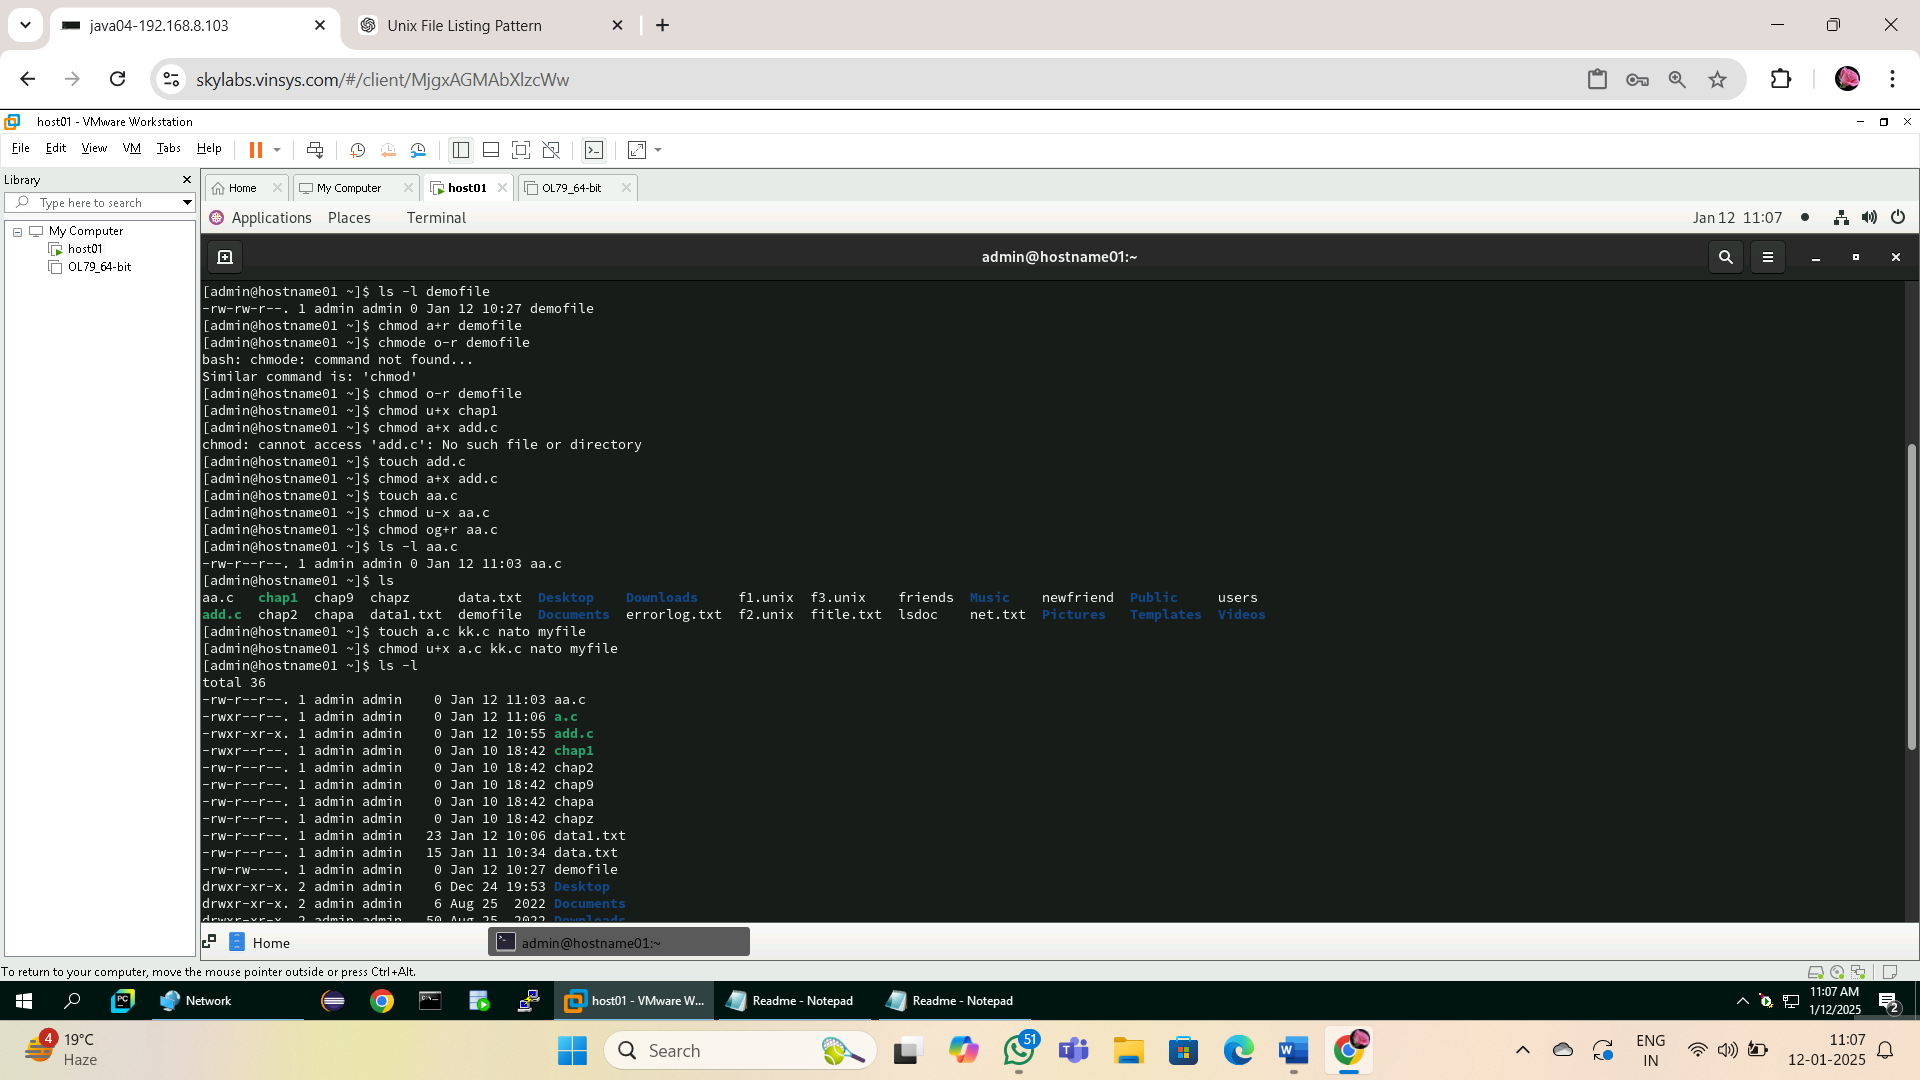 java04-192.168.8.103
Unix File Listing Pattern
skylabs.vinsys.com/#/client/MjgxAGMAbXlzcWw
host01 - VMware Workstation
File Edit View VM Tabs Help
Library
Type here to search
My Computer
host01
OL79_64-bit
Home
My Computer
host01
OL79_64-bit
Applications Places Terminal
Jan 12 11:07
admin@hostname01:~
[admin@hostname01 ~]$ ls -l demofile
-rw-rw-r--. 1 admin admin 0 Jan 12 10:27 demofile
[admin@hostname01 ~]$ chmod a+r demofile
[admin@hostname01 ~]$ chmode o-r demofile
bash: chmode: command not found...
Similar command is: 'chmod'
[admin@hostname01 ~]$ chmod o-r demofile
[admin@hostname01 ~]$ chmod u+x chap1
[admin@hostname01 ~]$ chmod a+x add.c
chmod: cannot access 'add.c': No such file or directory
[admin@hostname01 ~]$ touch add.c
[admin@hostname01 ~]$ chmod a+x add.c
[admin@hostname01 ~]$ touch aa.c
[admin@hostname01 ~]$ chmod u-x aa.c
[admin@hostname01 ~]$ chmod og+r aa.c
[admin@hostname01 ~]$ ls -l aa.c
-rw-r--r--. 1 admin admin 0 Jan 12 11:03 aa.c
[admin@hostname01 ~]$ ls
aa.c chap1 chap9 chapz data.txt Desktop Downloads f1.unix f3.unix friends Music newfriend Public users
add.c chap2 chapa data1.txt demofile Documents errorlog.txt f2.unix fitle.txt lsdoc net.txt Pictures Templates Videos
[admin@hostname01 ~]$ touch a.c kk.c nato myfile
[admin@hostname01 ~]$ chmod u+x a.c kk.c nato myfile
[admin@hostname01 ~]$ ls -l
total 36
-rw-r--r--. 1 admin admin 0 Jan 12 11:03 aa.c
-rwxr--r--. 1 admin admin 0 Jan 12 11:06 a.c
-rwxr-xr-x. 1 admin admin 0 Jan 12 10:55 add.c
-rwxr--r--. 1 admin admin 0 Jan 10 18:42 chap1
-rw-r--r--. 1 admin admin 0 Jan 10 18:42 chap2
-rw-r--r--. 1 admin admin 0 Jan 10 18:42 chap9
-rw-r--r--. 1 admin admin 0 Jan 10 18:42 chapa
-rw-r--r--. 1 admin admin 0 Jan 10 18:42 chapz
-rw-r--r--. 1 admin admin 23 Jan 12 10:06 data1.txt
-rw-r--r--. 1 admin admin 15 Jan 11 10:34 data.txt
-rw-rw----. 1 admin admin 0 Jan 12 10:27 demofile
drwxr-xr-x. 2 admin admin 6 Dec 24 19:53 Desktop
drwxr-xr-x. 2 admin admin 6 Aug 25 2022 Documents
drwxr-xr-x. 2 admin admin 50 Aug 25 2022 Downloads
Home
admin@hostname01:~
To return to your computer, move the mouse pointer outside or press Ctrl+Alt.
PC
Network
host01 - VMware W...
Readme - Notepad
Readme - Notepad
11:07 AM
1/12/2025
2
4
19°C
Haze
Search
51
ENG
IN
11:07
12-01-2025